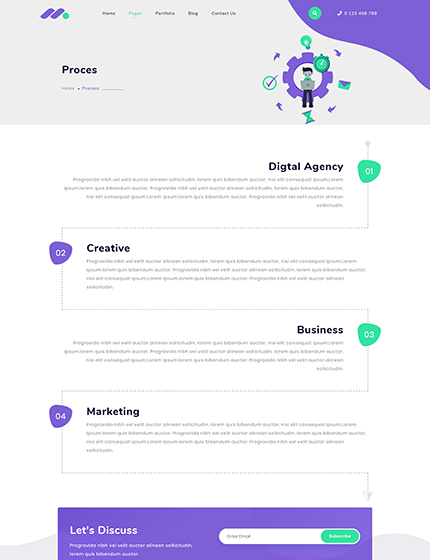 Home Pages Portfolio Blog Contact Us 0 123 456 789
Proces
Home Process
Digtal Agency
01
Progravida nibh vel velit auctor alinean sollicitudin, lorem quis bibendum auctor, nisi elit consequat ipsum,Lorem
Ipsum,lorem quis bibendum auctor. Progravida nibh vel velit auctor alinean sollicitudin, lorem quis bibendum auctor,
nisi elit consequat ipsum,Lorem Ipsum,lorem quis bibendum auctor. Progravida nibh vel velit auctor alinean
sollicitudin.
02
Creative
Progravida nibh vel velit auctor alinean sollicitudin, lorem quis bibendum auctor, nisi elit consequat ipsum,Lorem
Ipsum,lorem quis bibendum auctor. Progravida nibh vel velit auctor alinean sollicitudin, lorem quis bibendum auctor,
nisi elit consequat ipsum,Lorem Ipsum,lorem quis bibendum auctor. Progravida nibh vel velit auctor alinean
sollicitudin.
Business
03
Progravida nibh vel velit auctor alinean sollicitudin, lorem quis bibendum auctor, nisi elit consequat ipsum,Lorem
Ipsum,lorem quis bibendum auctor. Progravida nibh vel velit auctor alinean sollicitudin, lorem quis bibendum auctor,
nisi elit consequat ipsum,Lorem Ipsum,lorem quis bibendum auctor. Progravida nibh vel velit auctor alinean
sollicitudin.
04
Marketing
Progravida nibh vel velit auctor alinean sollicitudin, lorem quis bibendum auctor, nisi elit consequat ipsum,Lorem
Ipsum,lorem quis bibendum auctor. Progravida nibh vel velit auctor alinean sollicitudin, lorem quis bibendum auctor,
nisi elit consequat ipsum,Lorem Ipsum,lorem quis bibendum auctor. Progravida nibh vel velit auctor alinean
sollicitudin.
Let's Discuss
Progravida nibh vel velit auctor alinean sollicitudin,
lorem quis bibendum auctor.
Enter Email Subscribe